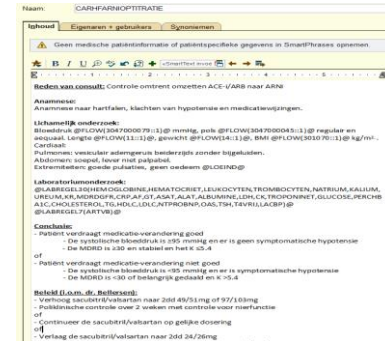 Naam: CARHFARNIOPTITRATIE
Inhoud Eigenaren + gebruikers Synoniemen
Geen medische patiëntinformatie of patiëntspecifieke gegevens in SmartPhrases opnemen.
Reden van consult: Controle omtrent omzetten ACE-i/ARB naar ARNI
Anamnese:
Anamnese naar hartfalen, klachten van hypotensie en medicatiewijzingen.
Lichamelijk onderzoek:
Bloeddruk @FLOW(3047000079::1)@ mmHg, pols @FLOW(3047000045::1)@ regulair en
aequaal. Lengte @FLOW(11::1)@, gewicht @FLOW(14::1)@, BMI @FLOW(301070::1)@ kg/m².
Cardiaal:
Pulmones: vesiculair ademgeruis beiderzijds zonder bijgeluiden.
Abdomen: soepel, lever niet palpabel.
Extremiteiten: goede pulsaties, geen oedeem @LOEIND@
Laboratoriumonderzoek:
@LABREGEL30(HEMOGLOBINE,HEMATOCRIET,LEUKOCYTEN,TROMBOCYTEN,NATRIUM,KALIUM,
UREUM,KR,MDRDGFR,CRP,AF,GT,ASAT,ALAT,ALBUMINE,LDH,CK,TROPONINET,GLUCOSE,PERCHB
A1C,CHOLESTEROL,TG,HDLC,LDLC,NTPROBNP,OAS,TSH,T4VRIJ,LACBP)@
@LABREGEL7(ARTVB)@
Conclusie:
- Patiënt verdraagt medicatie-verandering goed
- De systolische bloeddruk is ≥95 mmHg en er is geen symptomatische hypotensie
- De MDRD is ≥30 en stabiel en het K ≤5.4
of
- Patiënt verdraagt medicatie-verandering niet goed
- De systolische bloeddruk is <95 mmHg en er is symptomatische hypotensie
- De MDRD is <30 of belangrijk gedaald en K >5.4
Beleid (i.o.m. dr. Bellersen):
- Verhoog sacubitril/valsartan naar 2dd 49/51mg of 97/103mg
- Poliklinische controle over 2 weken met controle voor nierfunctie
of
- Continueer de sacubitril/valsartan op gelijke dosering
of
- Verlaag de sacubitril/valsartan naar 2dd 24/26mg